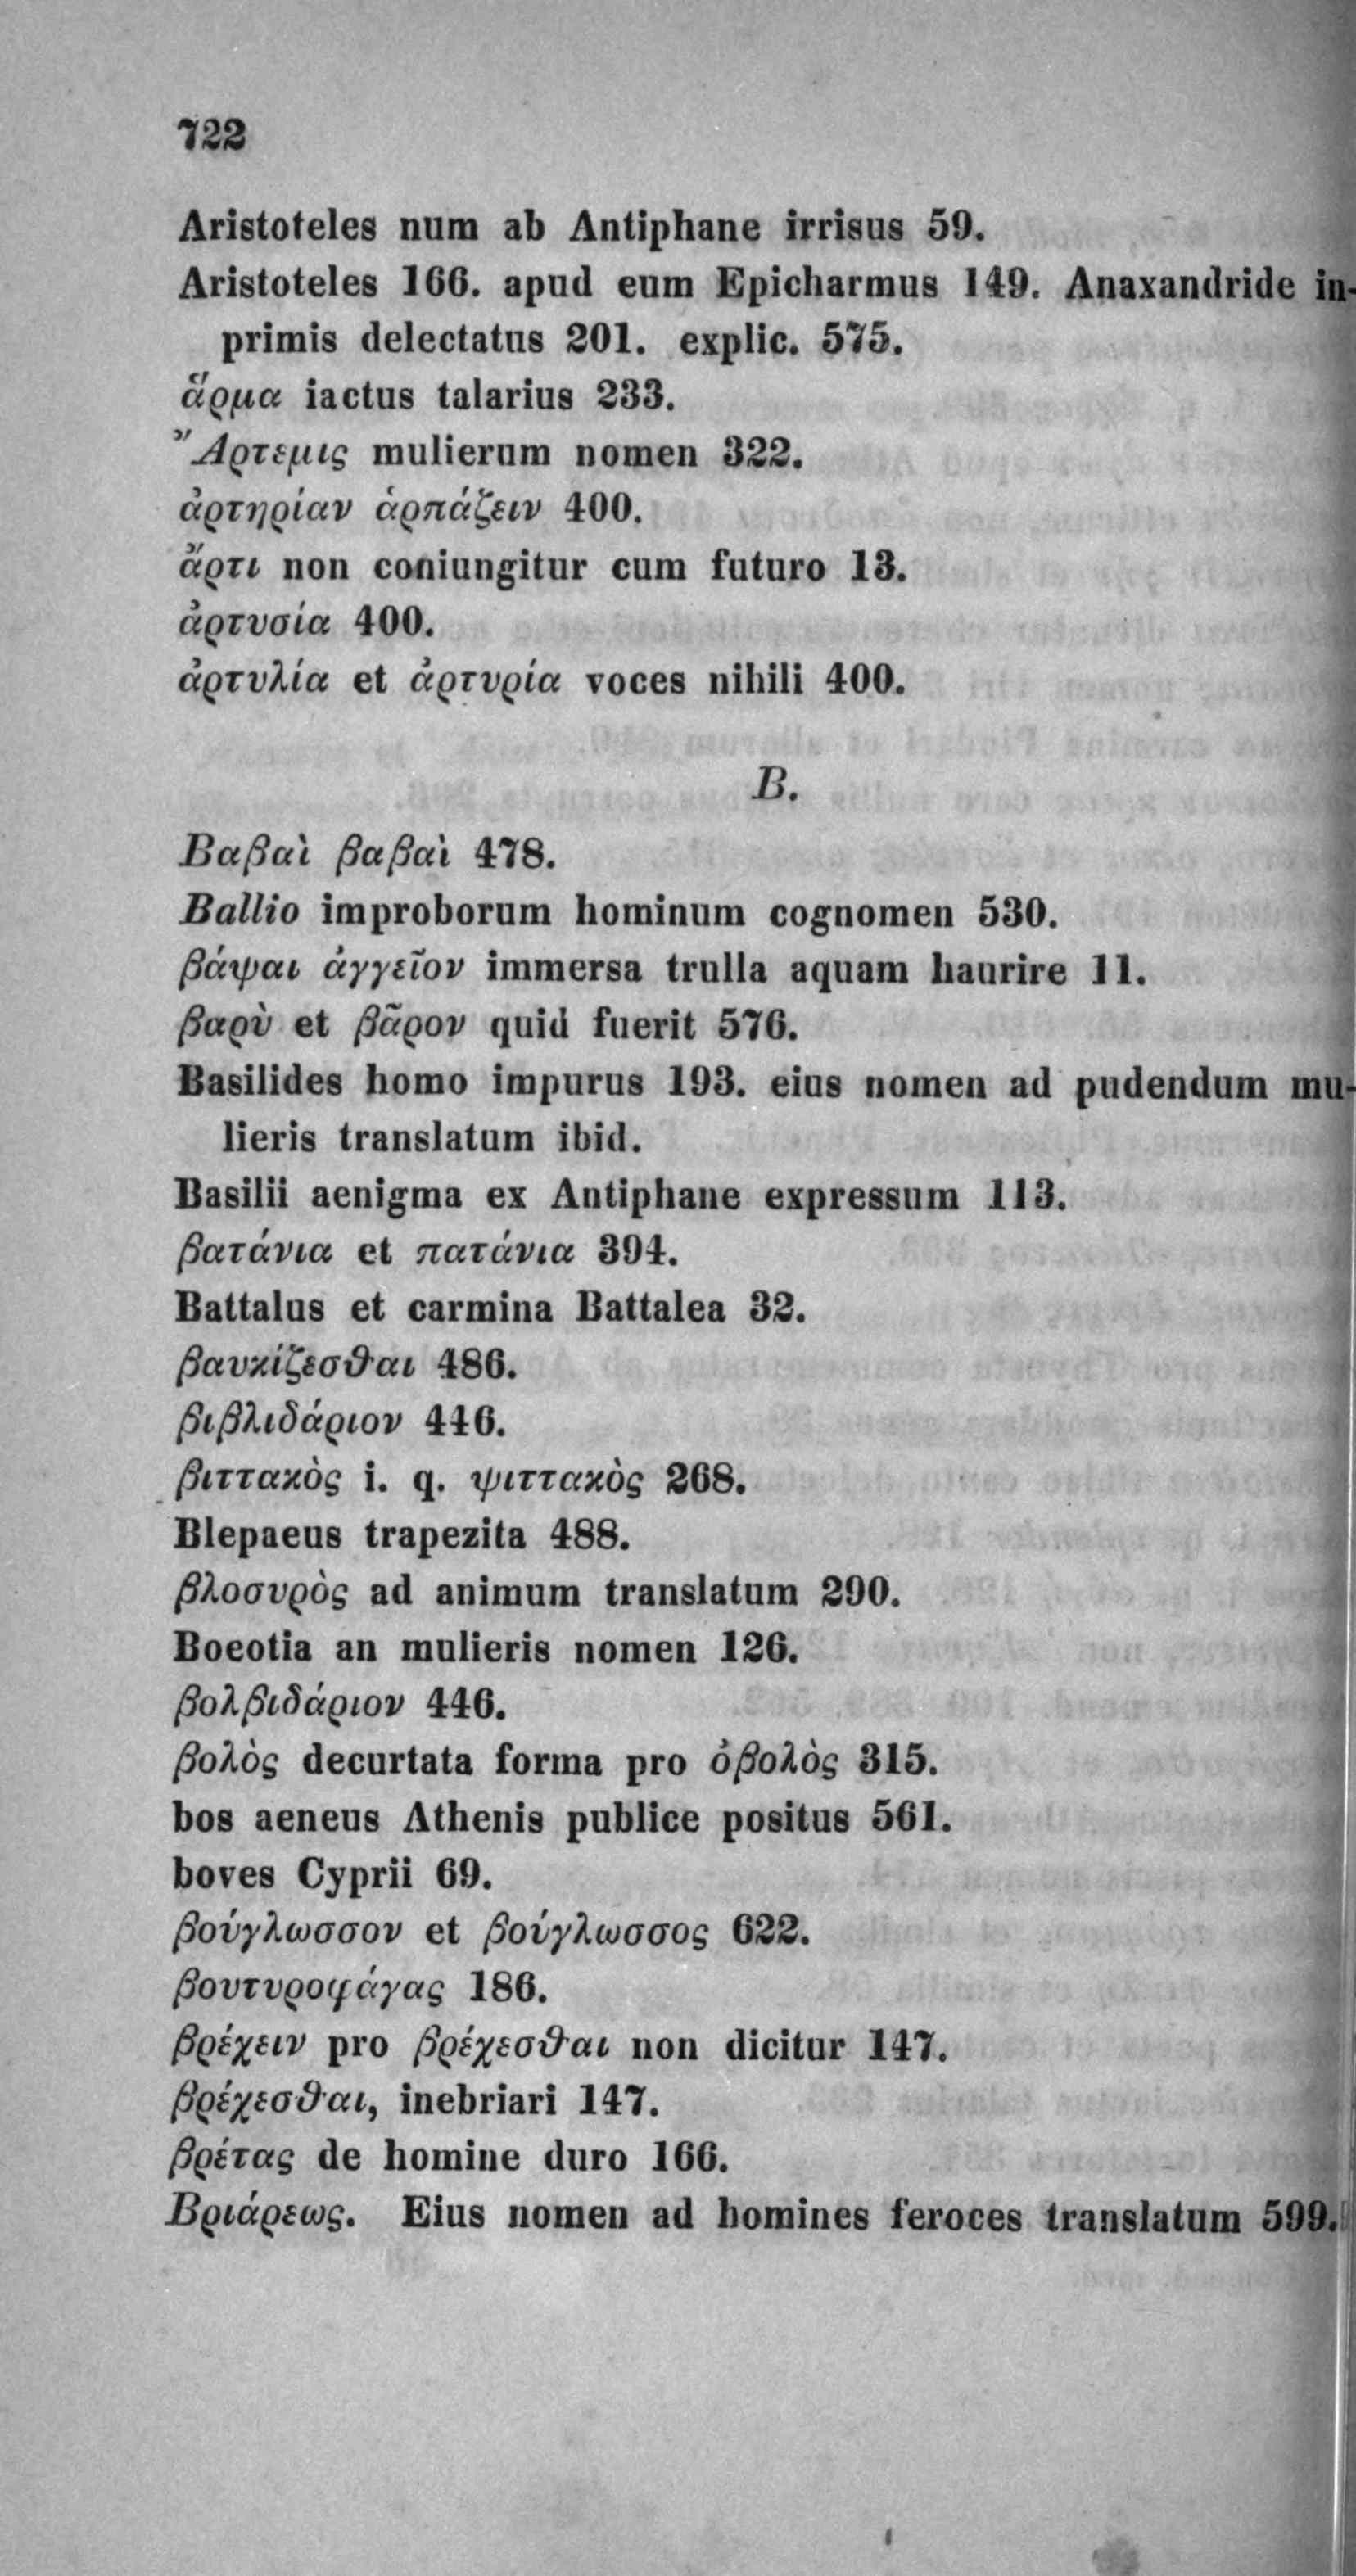 722
Aristoteles num ab Antiphane irrisus 59.
Aristoteles 166. apud eum Epicharmus 149. Anaxandride in-
primis delectatus 201. explic. 575.
ἅρμα iactus talarius 233.
Ἄρτεμις mulierum nomen 322.
ἀρτηρίαν ἁρπάζειν 400.
ἄρτι non coniungitur cum futuro 13.
ἀρτυσία 400.
ἀρτυλία et ἀρτυρία voces nihili 400.
B.
Βαβαὶ βαβαὶ 478.
Ballio improborum hominum cognomen 530.
βάψαι ἀγγεῖον immersa trulla aquam haurire 11.
βαρὺ et βᾶρον quid fuerit 576.
Basilides homo impurus 193. eius nomen ad pudendum mu-
lieris translatum ibid.
Basilii aenigma ex Antiphane expressum 113.
βατάνια et πατάνια 394.
Battalus et carmina Battalea 32.
βαυκίζεσθαι 486.
βιβλιδάριον 446.
βιττακὸς i. q. ψιττακὸς 268.
Blepaeus trapezita 488.
βλοσυρὸς ad animum translatum 290.
Boeotia an mulieris nomen 126.
βολβιδάριον 446.
βολὸς decurtata forma pro ὀβολὸς 315.
bos aeneus Athenis publice positus 561.
boves Cyprii 69.
βούγλωσσον et βούγλωσσος 622.
βουτυροφάγας 186.
βρέχειν pro βρέχεσθαι non dicitur 147.
βρέχεσθαι, inebriari 147.
βρέτας de homine duro 166.
Βριάρεως. Eius nomen ad homines feroces translatum 599.